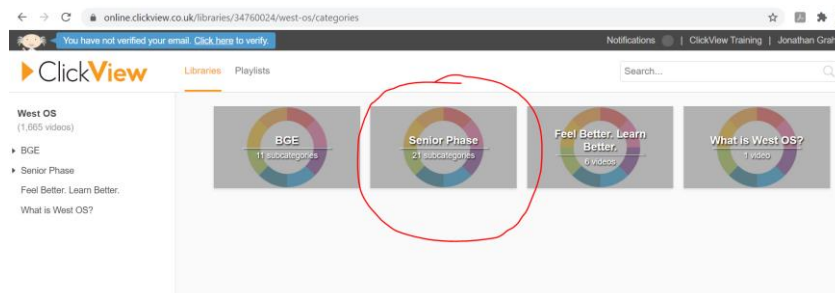 online.clickview.co.uk/libraries/34760024/west-os/categories
You have not verified your email. Click here to verify.
Notifications | ClickView Training | Jonathan Grah
ClickView
Libraries Playlists
Search...
West OS
(1,665 videos)
BGE
Senior Phase
Feel Better. Learn Better.
What is West OS?
BGE
11 subcategories
Senior Phase
21 subcategories
Feel Better. Learn
Better.
6 videos
What is West OS?
1 video